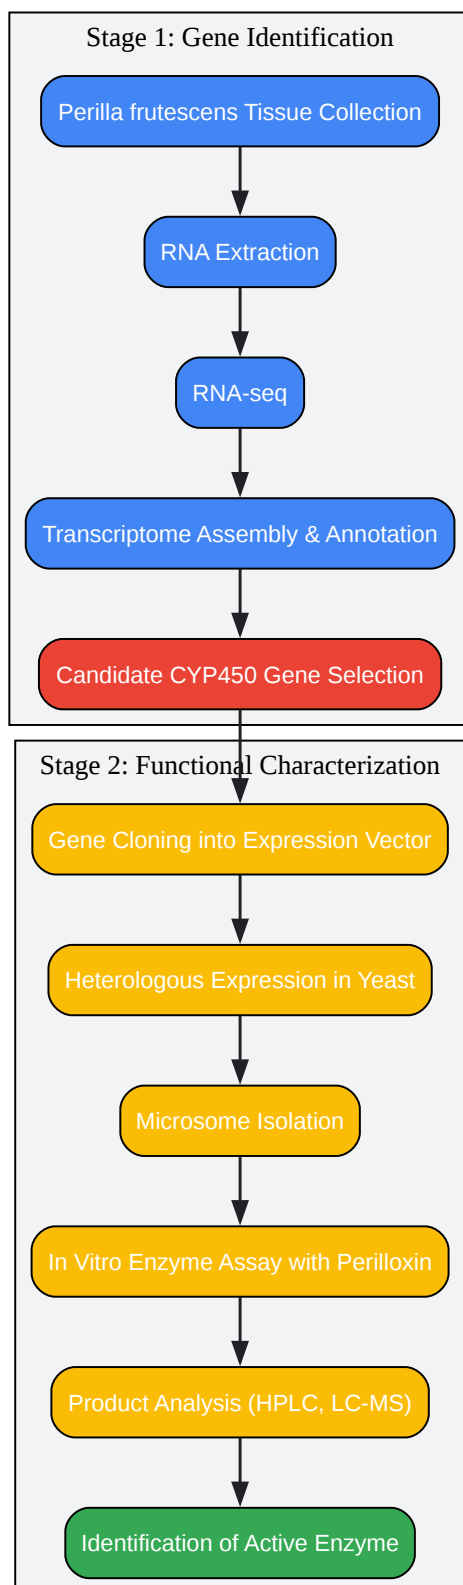 Stage 1: Gene Identification
Perilla frutescens Tissue Collection
RNA Extraction
RNA-seq
Transcriptome Assembly & Annotation
Candidate CYP450 Gene Selection
Stage 2: Functional Characterization
Gene Cloning into Expression Vector
Heterologous Expression in Yeast
Microsome Isolation
In Vitro Enzyme Assay with Perilloxin
Product Analysis (HPLC, LC-MS)
Identification of Active Enzyme